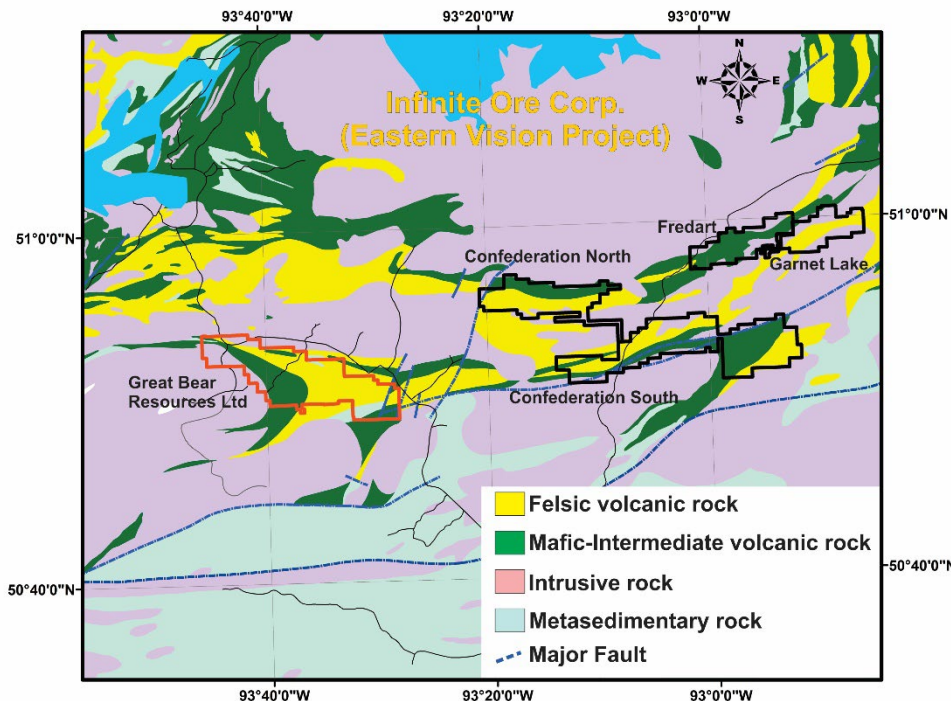 93°40'0"W
93°20'0"W
93°0'0"W
N
W
E
S
Infinite Ore Corp.
(Eastern Vision Project)
51°0'0"N
51°0'0"N
Fredart
Confederation North
Garnet Lake
Great Bear
Resources Ltd
Confederation South
Felsic volcanic rock
Mafic-Intermediate volcanic rock
Intrusive rock
Metasedimentary rock
Major Fault
50°40'0"N
50°40'0"N
93°40'0"W
93°20'0"W
93°0'0"W